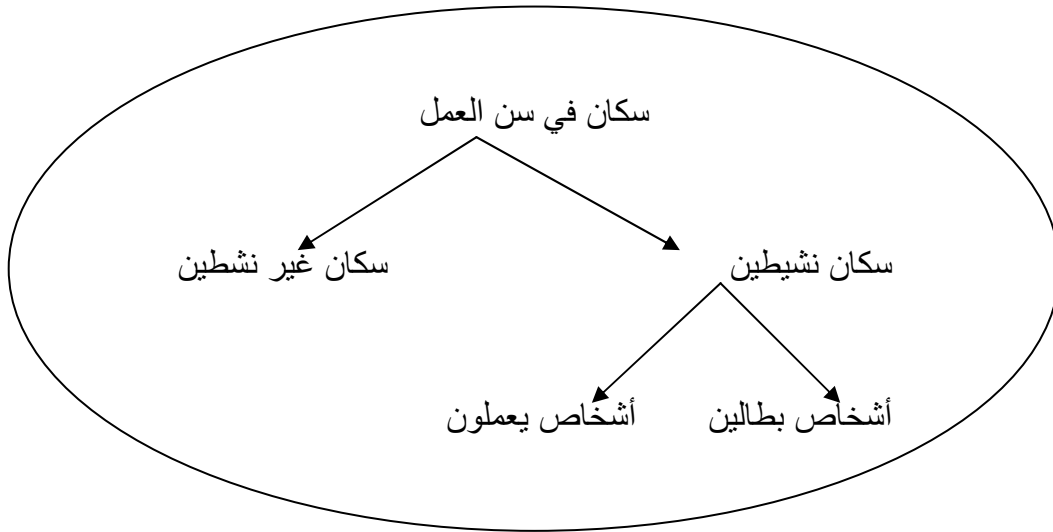 سكان في سن العمل
سكان نشيطين
سكان غير نشطين
أشخاص بطالين
أشخاص يعملون